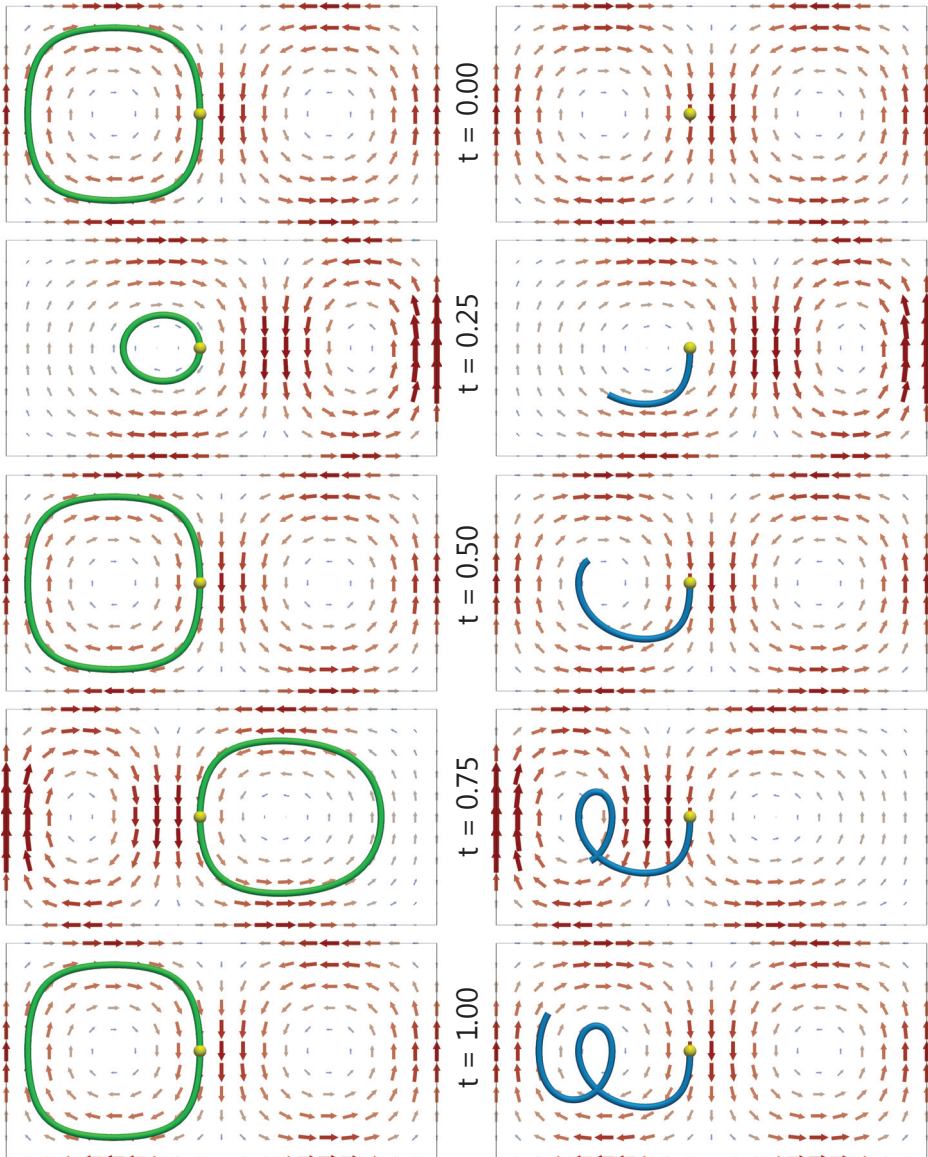 t = 0.00
t = 0.25
t = 0.50
t = 0.75
t = 1.00